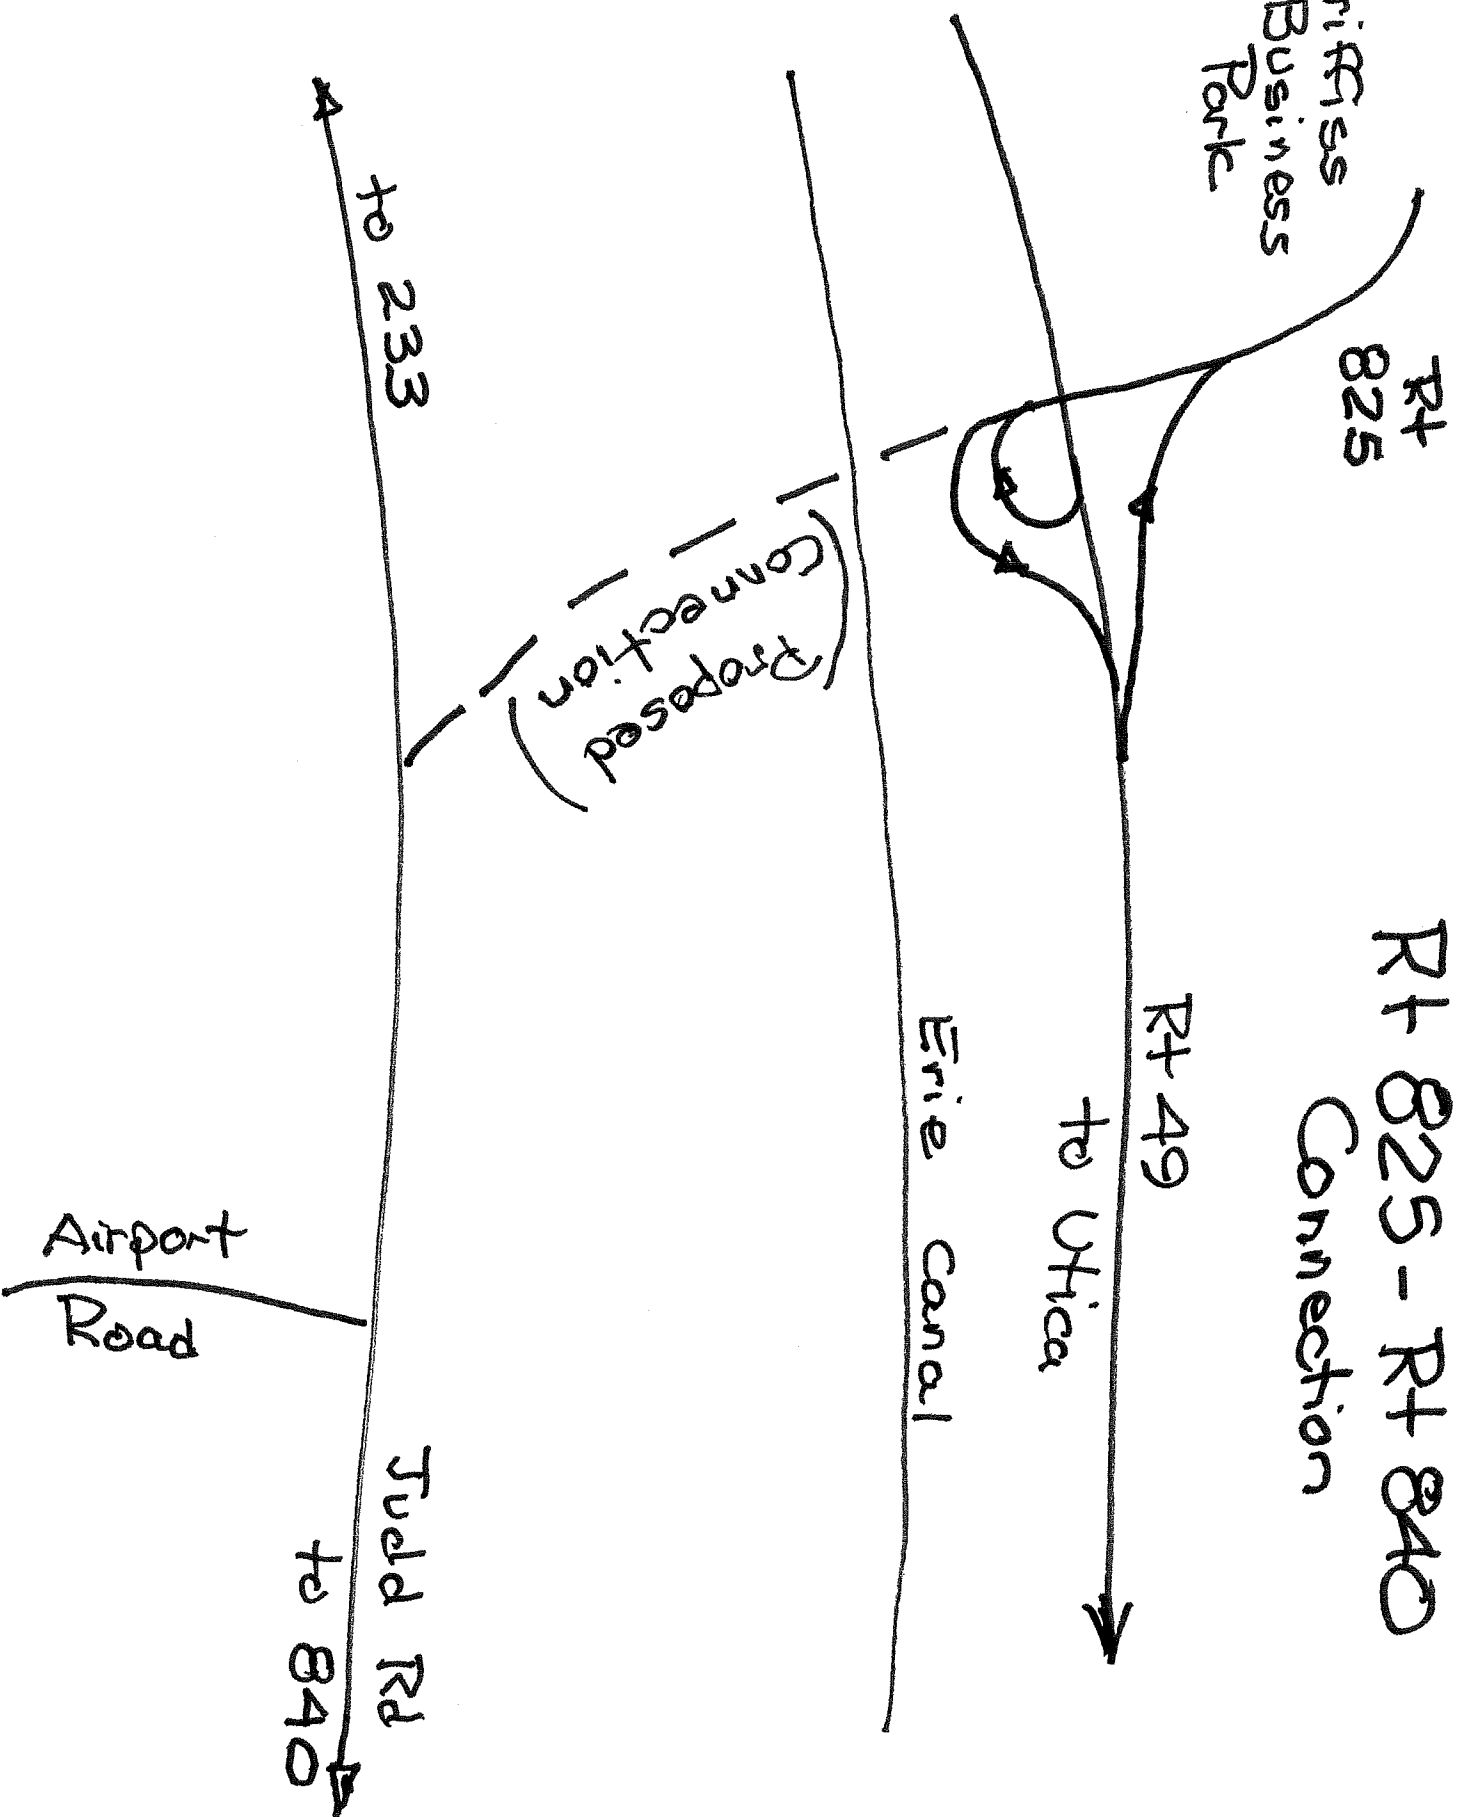 Rt 825 - Rt 840
Connection
riffiss
Business
Park
Rt
825
Rt 49
to Utica
Erie Canal
(Proposed
Connection)
to 233
Judd Rd
to 840
Airport
Road